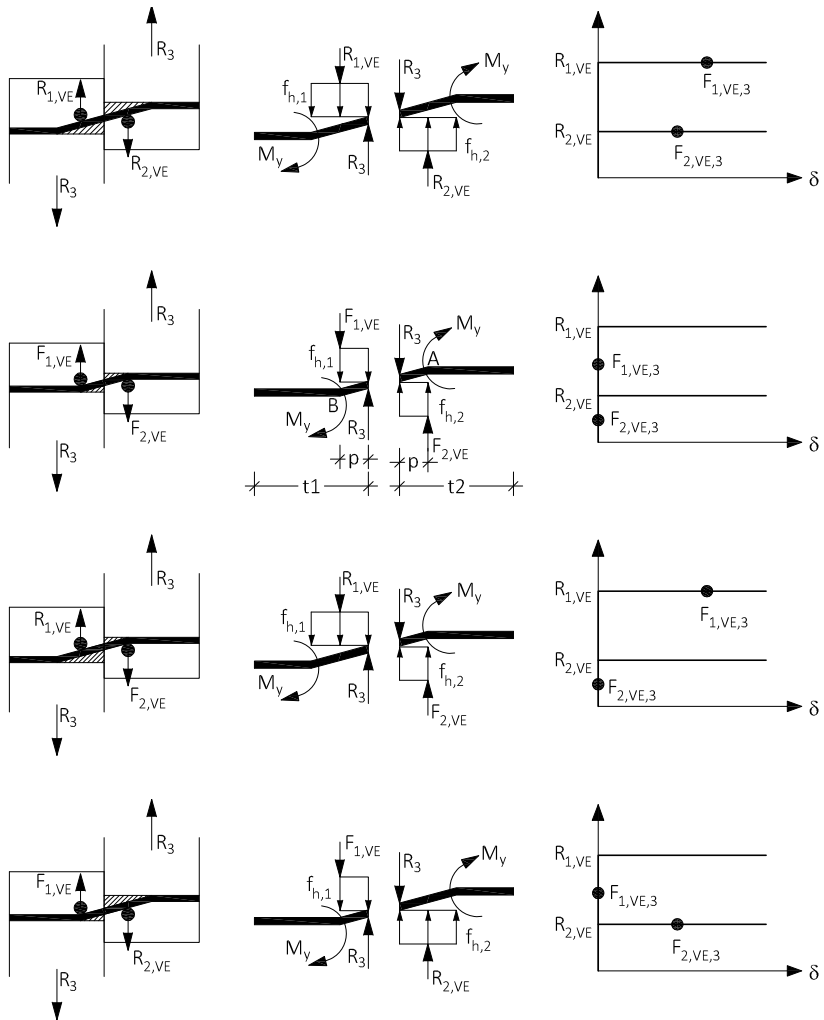 R3
R1,VE
R2,VE
R3
R1,VE
fh,1
My
R3
R3
My
fh,2
R2,VE
R1,VE
F1,VE,3
R2,VE
F2,VE,3
δ
R3
F1,VE
F2,VE
R3
F1,VE
fh,1
B
My
R3
p
t1
R3
My
A
fh,2
F2,VE
p
t2
R1,VE
F1,VE,3
R2,VE
F2,VE,3
δ
R3
R1,VE
F2,VE
R3
R1,VE
fh,1
My
R3
R3
My
fh,2
F2,VE
R1,VE
F1,VE,3
R2,VE
F2,VE,3
δ
R3
F1,VE
R2,VE
R3
F1,VE
fh,1
My
R3
R3
My
fh,2
R2,VE
R1,VE
F1,VE,3
R2,VE
F2,VE,3
δ